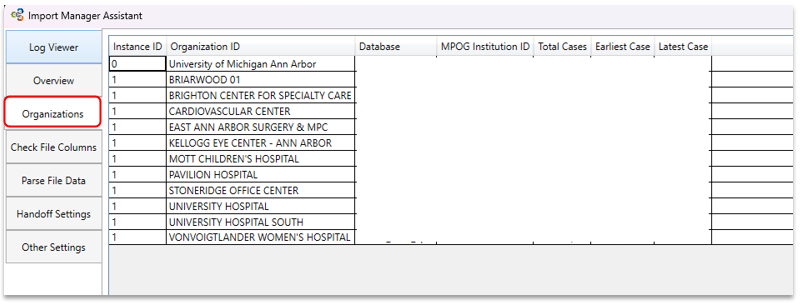 Import Manager Assistant
Log Viewer
Overview
Organizations
Check File Columns
Parse File Data
Handoff Settings
Other Settings
Instance ID Organization ID Database MPOG Institution ID Total Cases Earliest Case Latest Case
0 University of Michigan Ann Arbor
1 BRIARWOOD 01
1 BRIGHTON CENTER FOR SPECIALTY CARE
1 CARDIOVASCULAR CENTER
1 EAST ANN ARBOR SURGERY & MPC
1 KELLOGG EYE CENTER - ANN ARBOR
1 MOTT CHILDREN'S HOSPITAL
1 PAVILION HOSPITAL
1 STONERIDGE OFFICE CENTER
1 UNIVERSITY HOSPITAL
1 UNIVERSITY HOSPITAL SOUTH
1 VONVOIGTLANDER WOMEN'S HOSPITAL